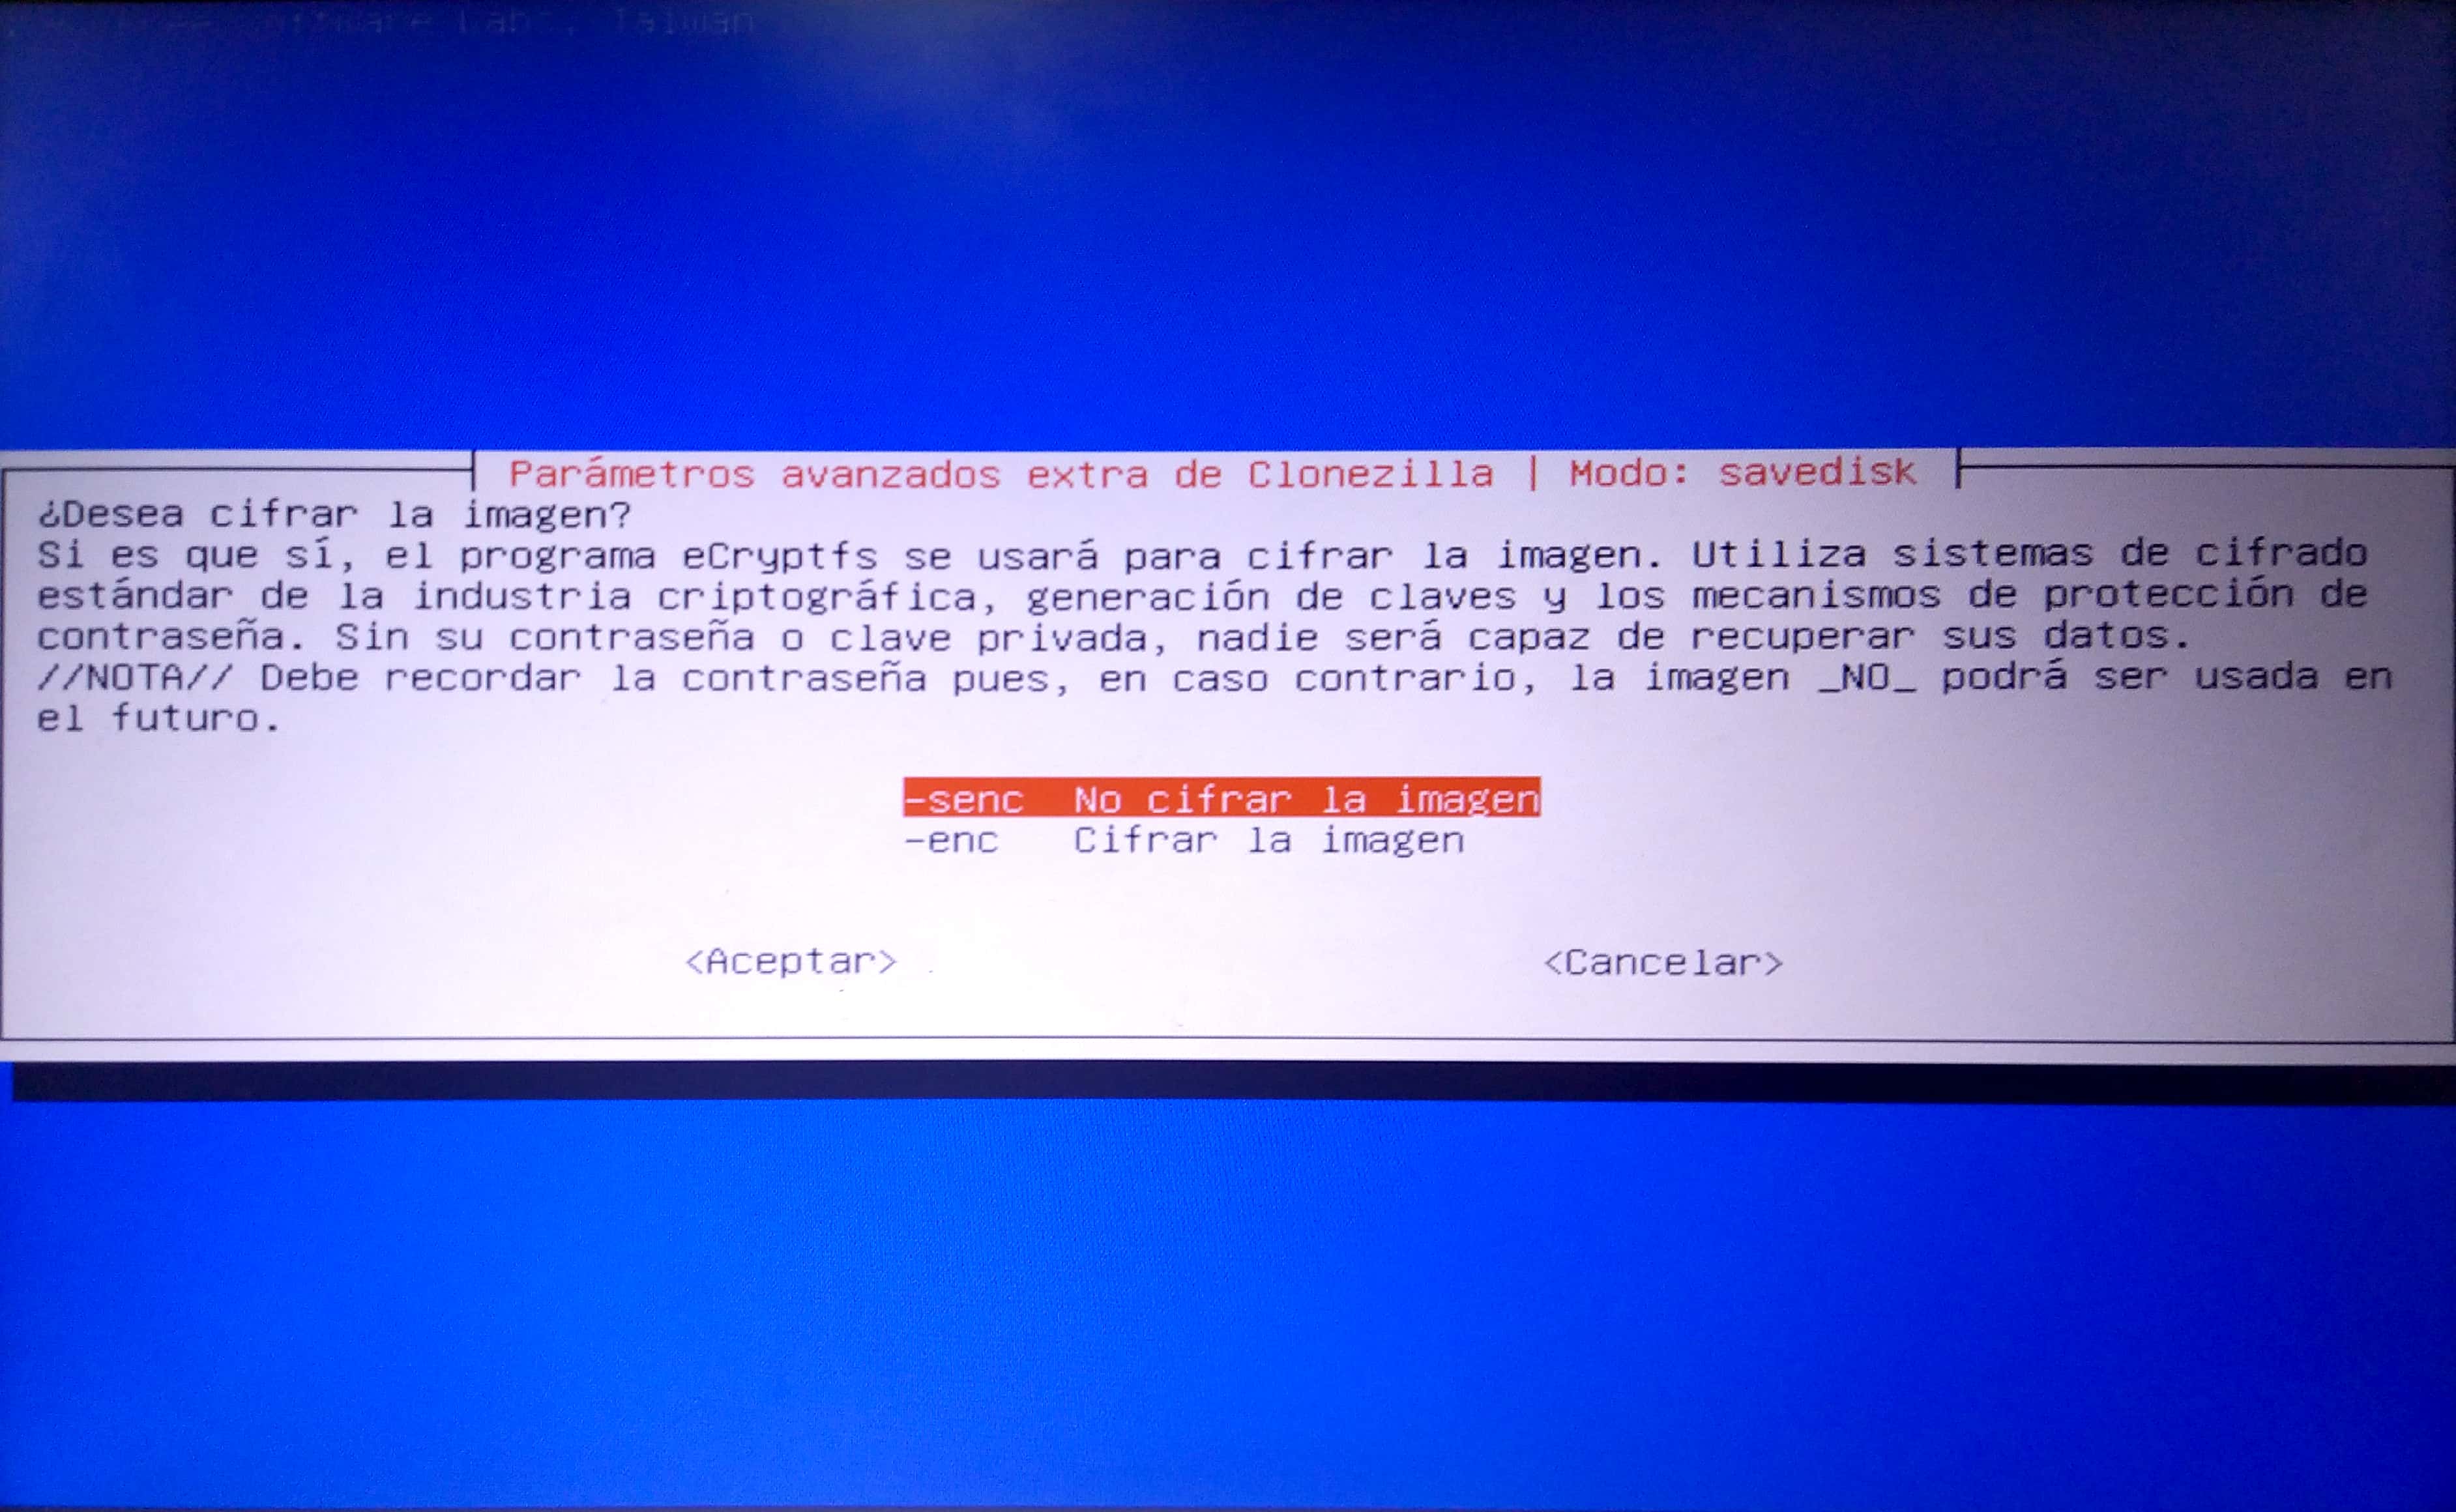 Taiwan
Parámetros avanzados extra de Clonezilla | Modo: savedisk
¿Desea cifrar la imagen?
Si es que sí, el programa eCryptfs se usará para cifrar la imagen. Utiliza sistemas de cifrado
estándar de la industria criptográfica, generación de claves y los mecanismos de protección de
contraseña. Sin su contraseña o clave privada, nadie será capaz de recuperar sus datos.
//NOTA// Debe recordar la contraseña pues, en caso contrario, la imagen _NO_ podrá ser usada en
el futuro.
-senc No cifrar la imagen
-enc Cifrar la imagen
<Aceptar> <Cancelar>